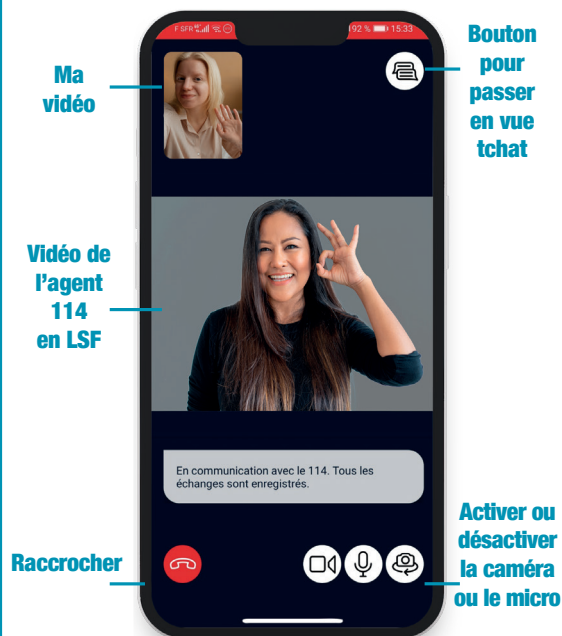 F SFR
92 % 15.33
Ma
vidéo
Bouton
pour
passer
en vue
tchat
Vidéo de
l'agent
114
en LSF
En communication avec le 114. Tous les
échanges sont enregistrés.
Raccrocher
Activer ou
désactiver
la caméra
ou le micro